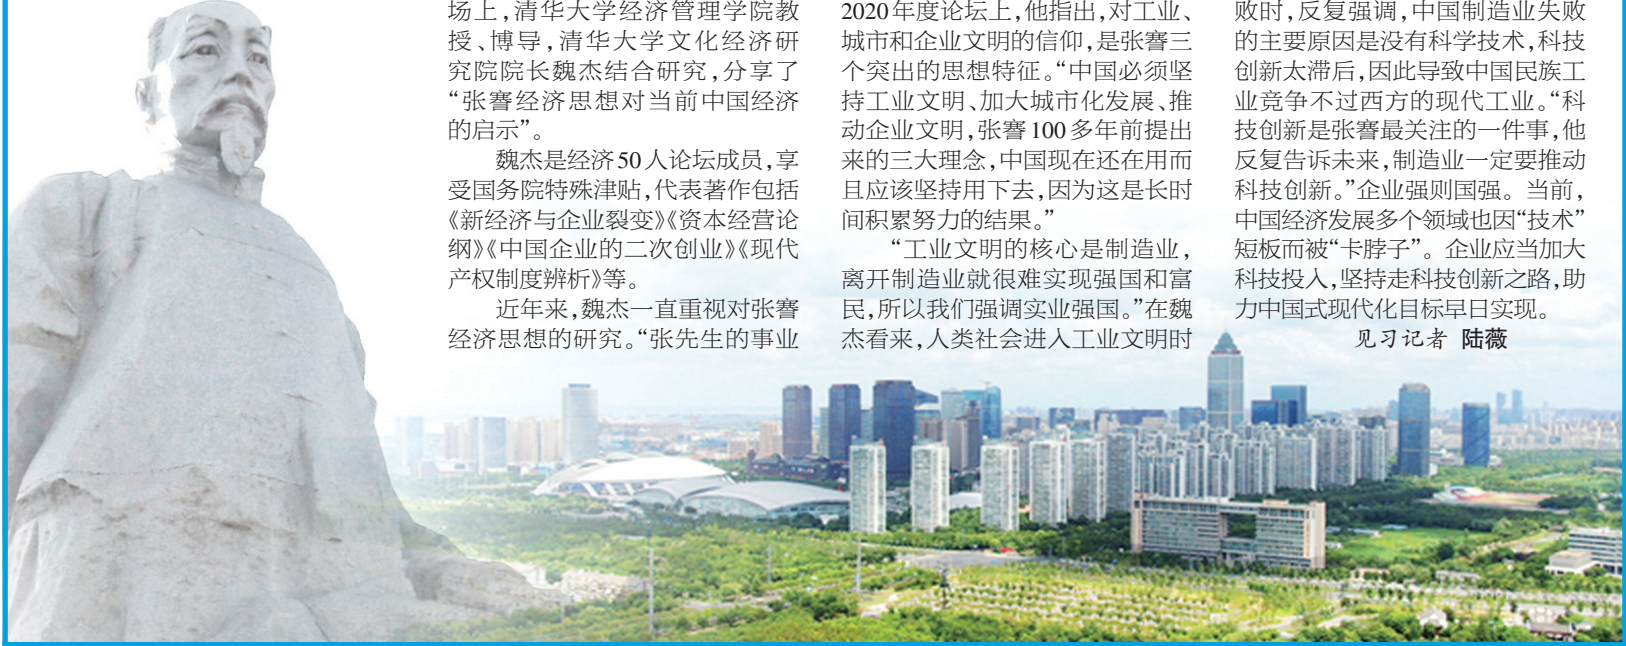 场上，清华大学经济管理学院教
授、博导，清华大学文化经济研
究院院长魏杰结合研究，分享了
“张謇经济思想对当前中国经济
的启示”。
魏杰是经济50人论坛成员，享
受国务院特殊津贴，代表著作包括
《新经济与企业裂变》《资本经营论
纲》《中国企业的二次创业》《现代
产权制度辨析》等。
近年来，魏杰一直重视对张謇
经济思想的研究。“张先生的事业
2020年度论坛上，他指出，对工业、
城市和企业文明的信仰，是张謇三
个突出的思想特征。“中国必须坚
持工业文明、加大城市化发展、推
动企业文明，张謇100多年前提出
来的三大理念，中国现在还在用而
且应该坚持用下去，因为这是长时
间积累努力的结果。”
“工业文明的核心是制造业，
离开制造业就很难实现强国和富
民，所以我们强调实业强国。”在魏
杰看来，人类社会进入工业文明时
败时，反复强调，中国制造业失败
的主要原因是没有科学技术，科技
创新太滞后，因此导致中国民族工
业竞争不过西方的现代工业。“科
技创新是张謇最关注的一件事，他
反复告诉未来，制造业一定要推动
科技创新。”企业强则国强。当前，
中国经济发展多个领域也因“技术”
短板而被“卡脖子”。企业应当加大
科技投入，坚持走科技创新之路，助
力中国式现代化目标早日实现。
见习记者 陆薇